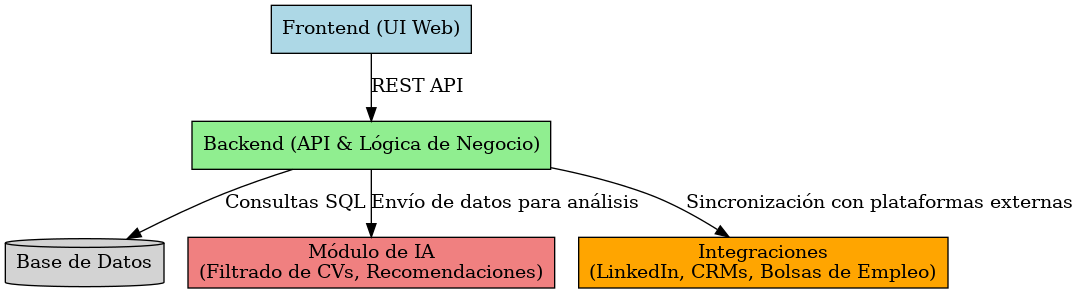 Frontend (UI Web)
REST API
Backend (API & Lógica de Negocio)
Consultas SQL
Envío de datos para análisis
Sincronización con plataformas externas
Base de Datos
Módulo de IA
(Filtrado de CVs, Recomendaciones)
Integraciones
(LinkedIn, CRMs, Bolsas de Empleo)